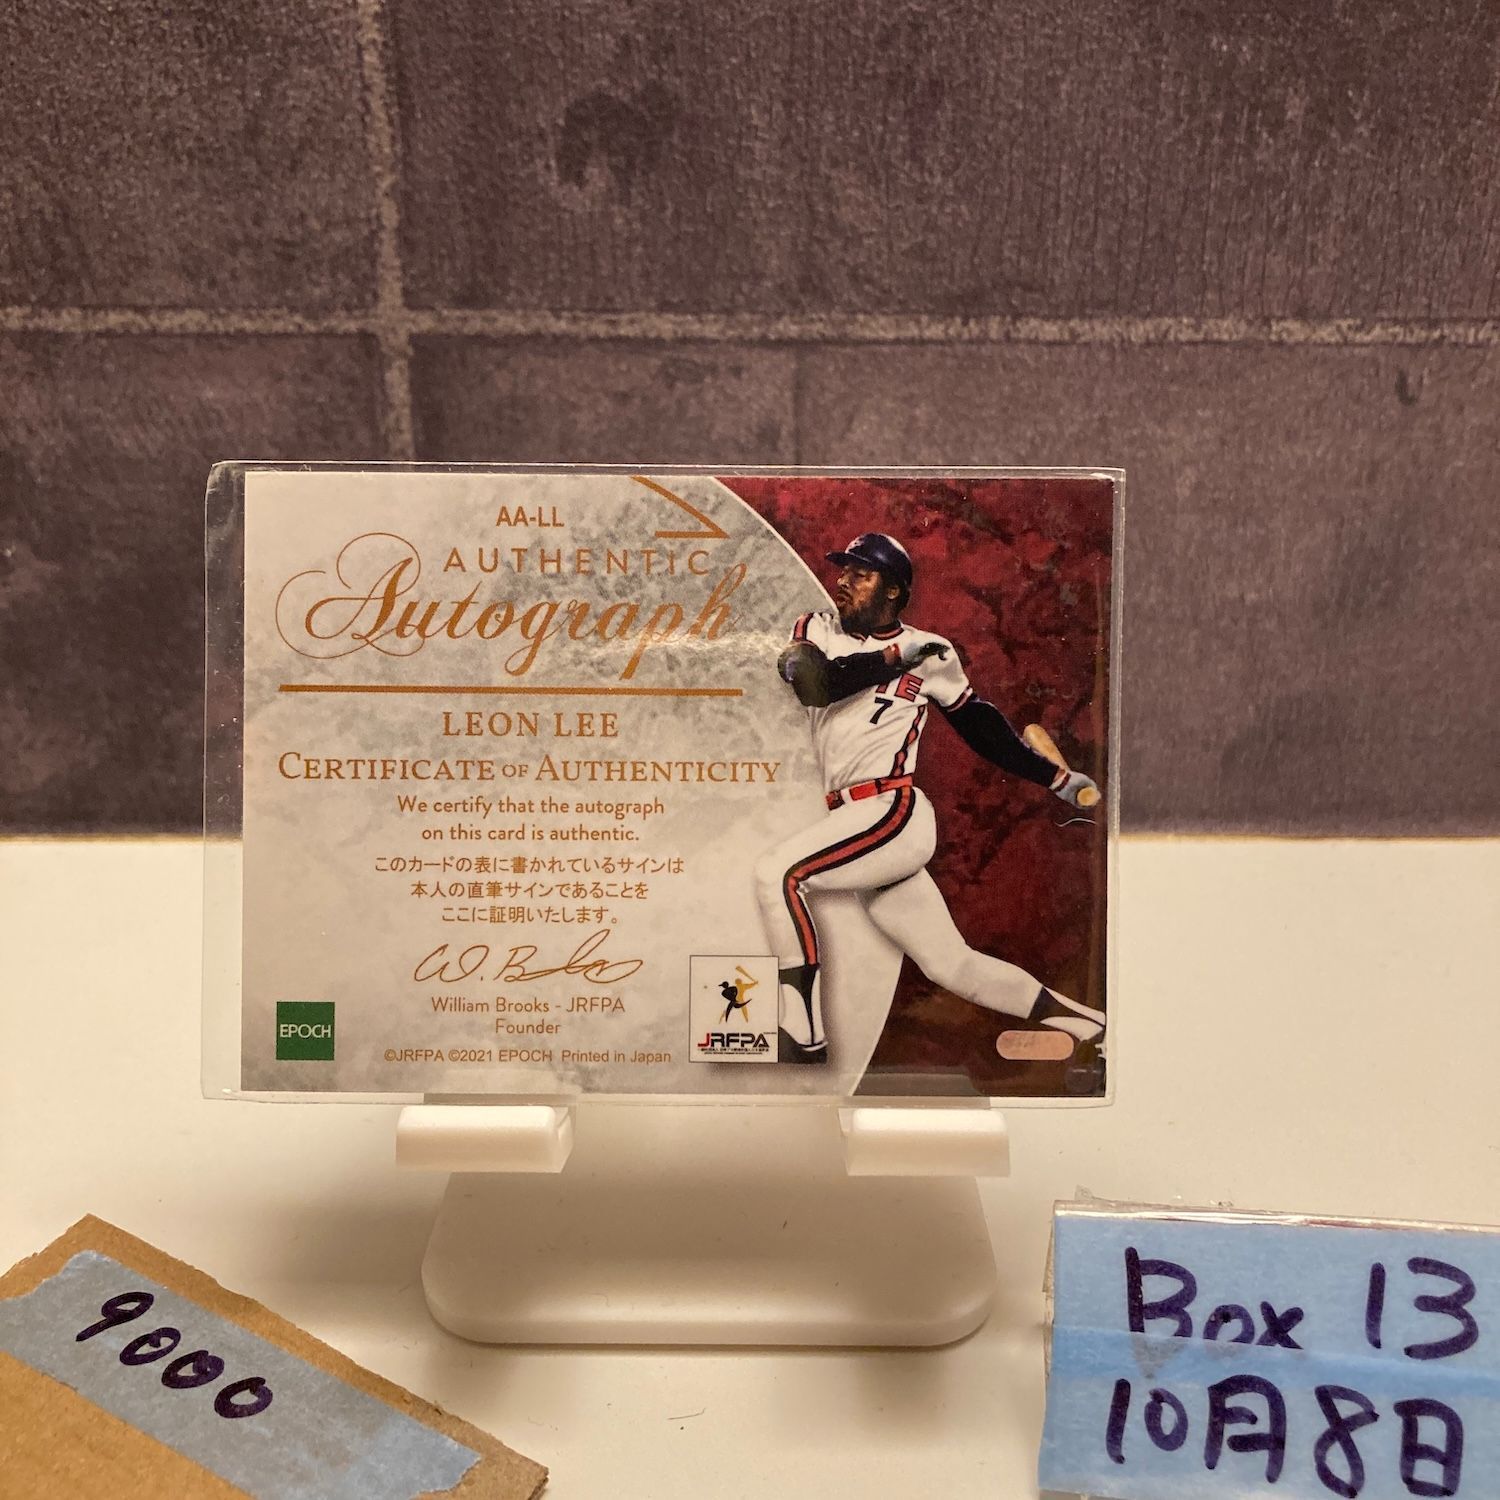 AA-LL
AUTHENTIC
Autograph
LEON LEE
CERTIFICATE OF AUTHENTICITY
We certify that the autograph
on this card is authentic.
このカードの表に書かれているサインは
本人の直筆サインであることを
ここに証明いたします。
W. Brooks
William Brooks - JRFPA
Founder
EPOCH
©JRFPA ©2021 EPOCH Printed in Japan
JRFPA
TE
7
9000
Box 13
10月8日